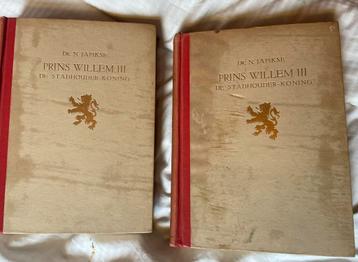 Dr. N. JAPIKSE
PRINS WILLEM III
DE STADHOUDER-KONING
Dr. N. JAPIKSE
PRINS WILLEM III
DE STADHOUDER-KONING